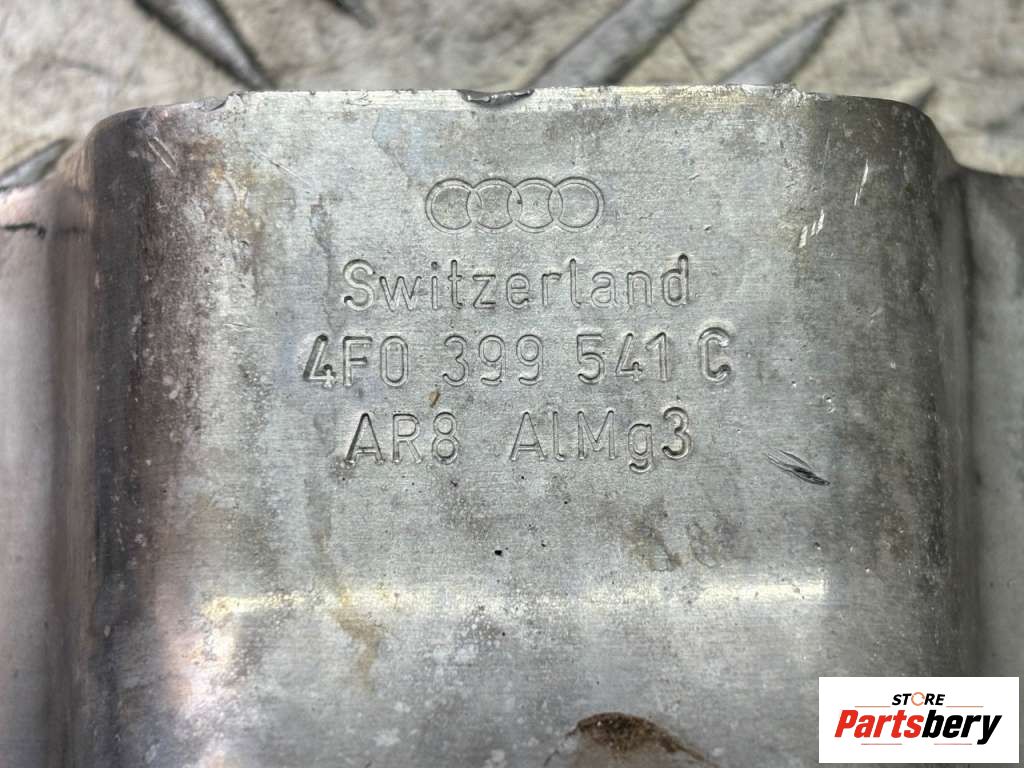 Switzerland
4F0 399 541 C
AR8 AlMg3
STORE
Partsbery